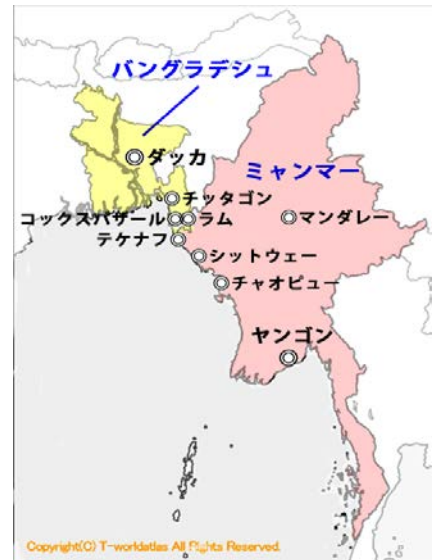 バングラデシュ
ダッカ
ミャンマー
チッタゴン
コックスバザール
ラム
マンダレー
テケナフ
シットウェー
チャオピュー
ヤンゴン
Copyright(C) T-worldatlas All Rights Reserved.